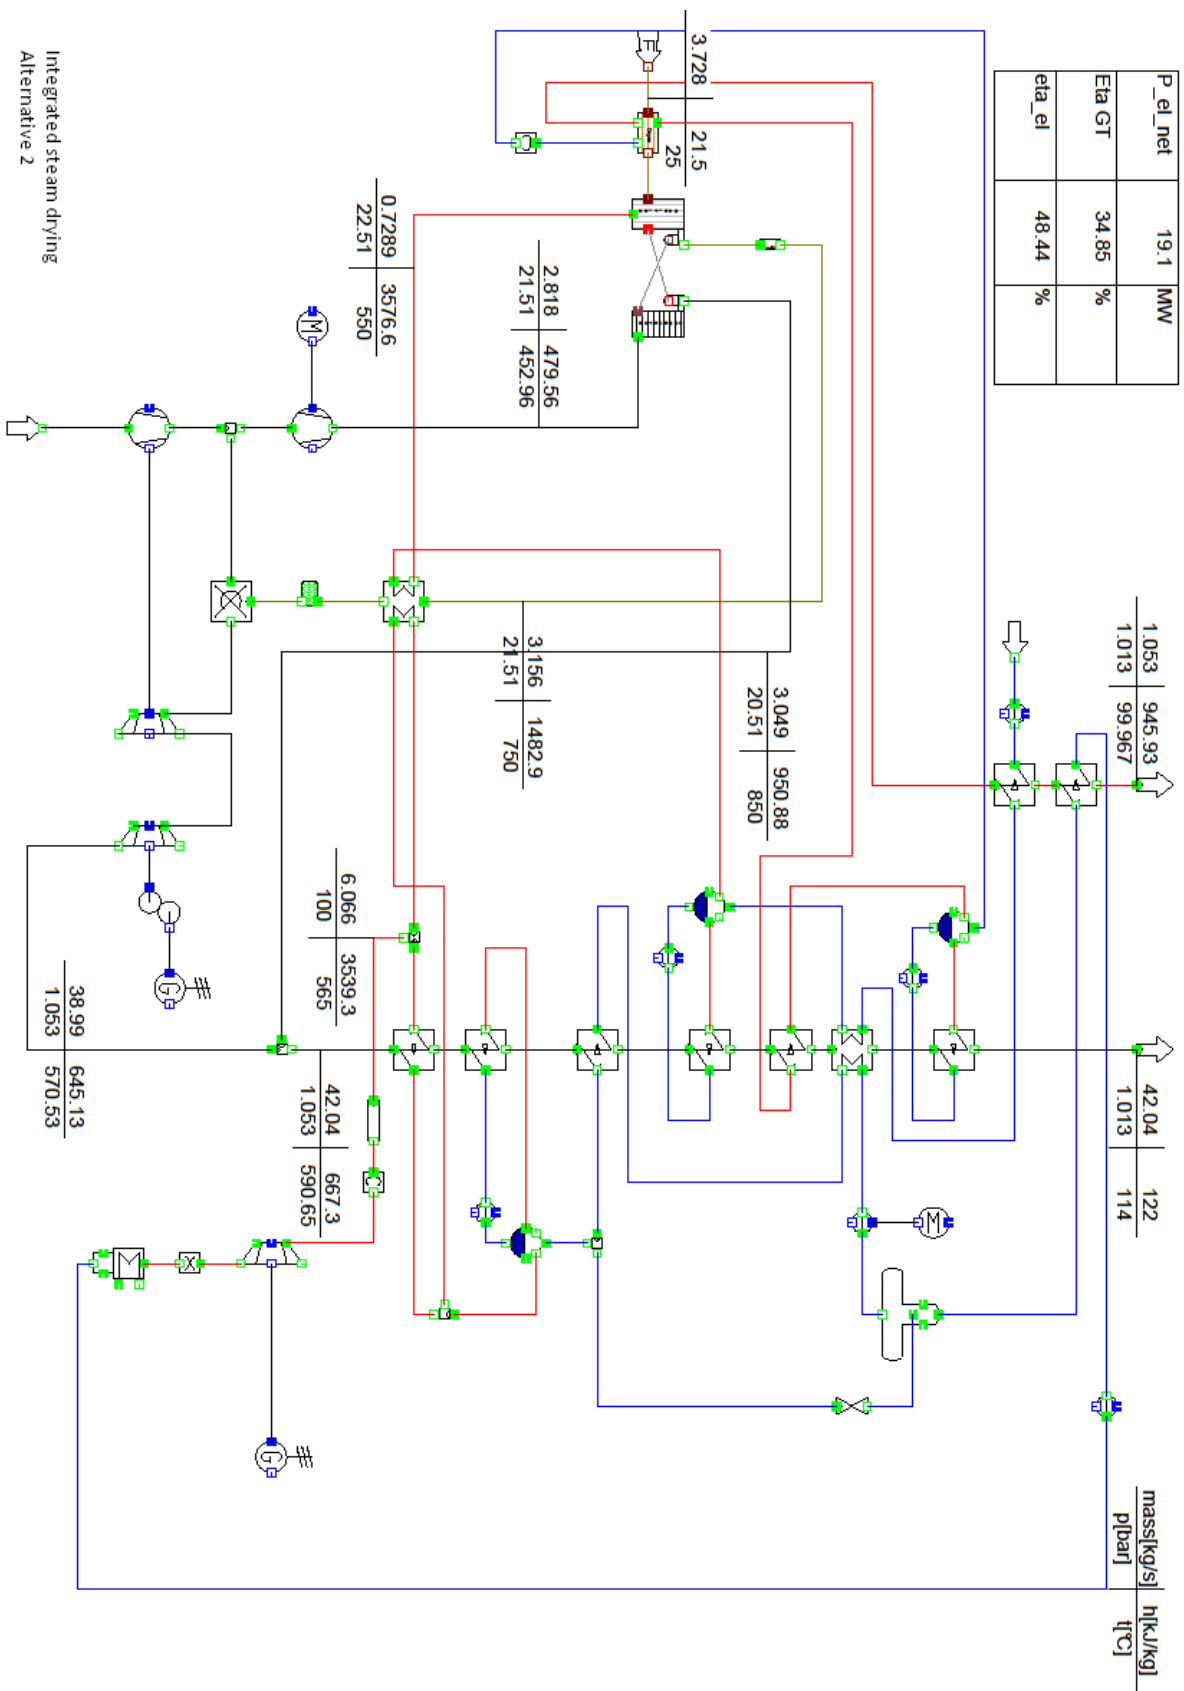 P_el_net 19.1 MW
Eta GT 34.85 %
eta_el 48.44 %
mass[kg/s] h[kJ/kg]
p[bar] t[°C]
1.053 945.93
1.013 99.967
42.04 122
1.013 114
3.728 21.5
25
3.049 950.88
20.51 850
2.818 479.56
21.51 452.96
3.156 1482.9
21.51 750
0.7289 3576.6
22.51 550
6.066 3539.3
100 565
42.04 667.3
1.053 590.65
38.99 645.13
1.053 570.53
F
M
M
G
G
C
C
Integrated steam drying
Alternative 2